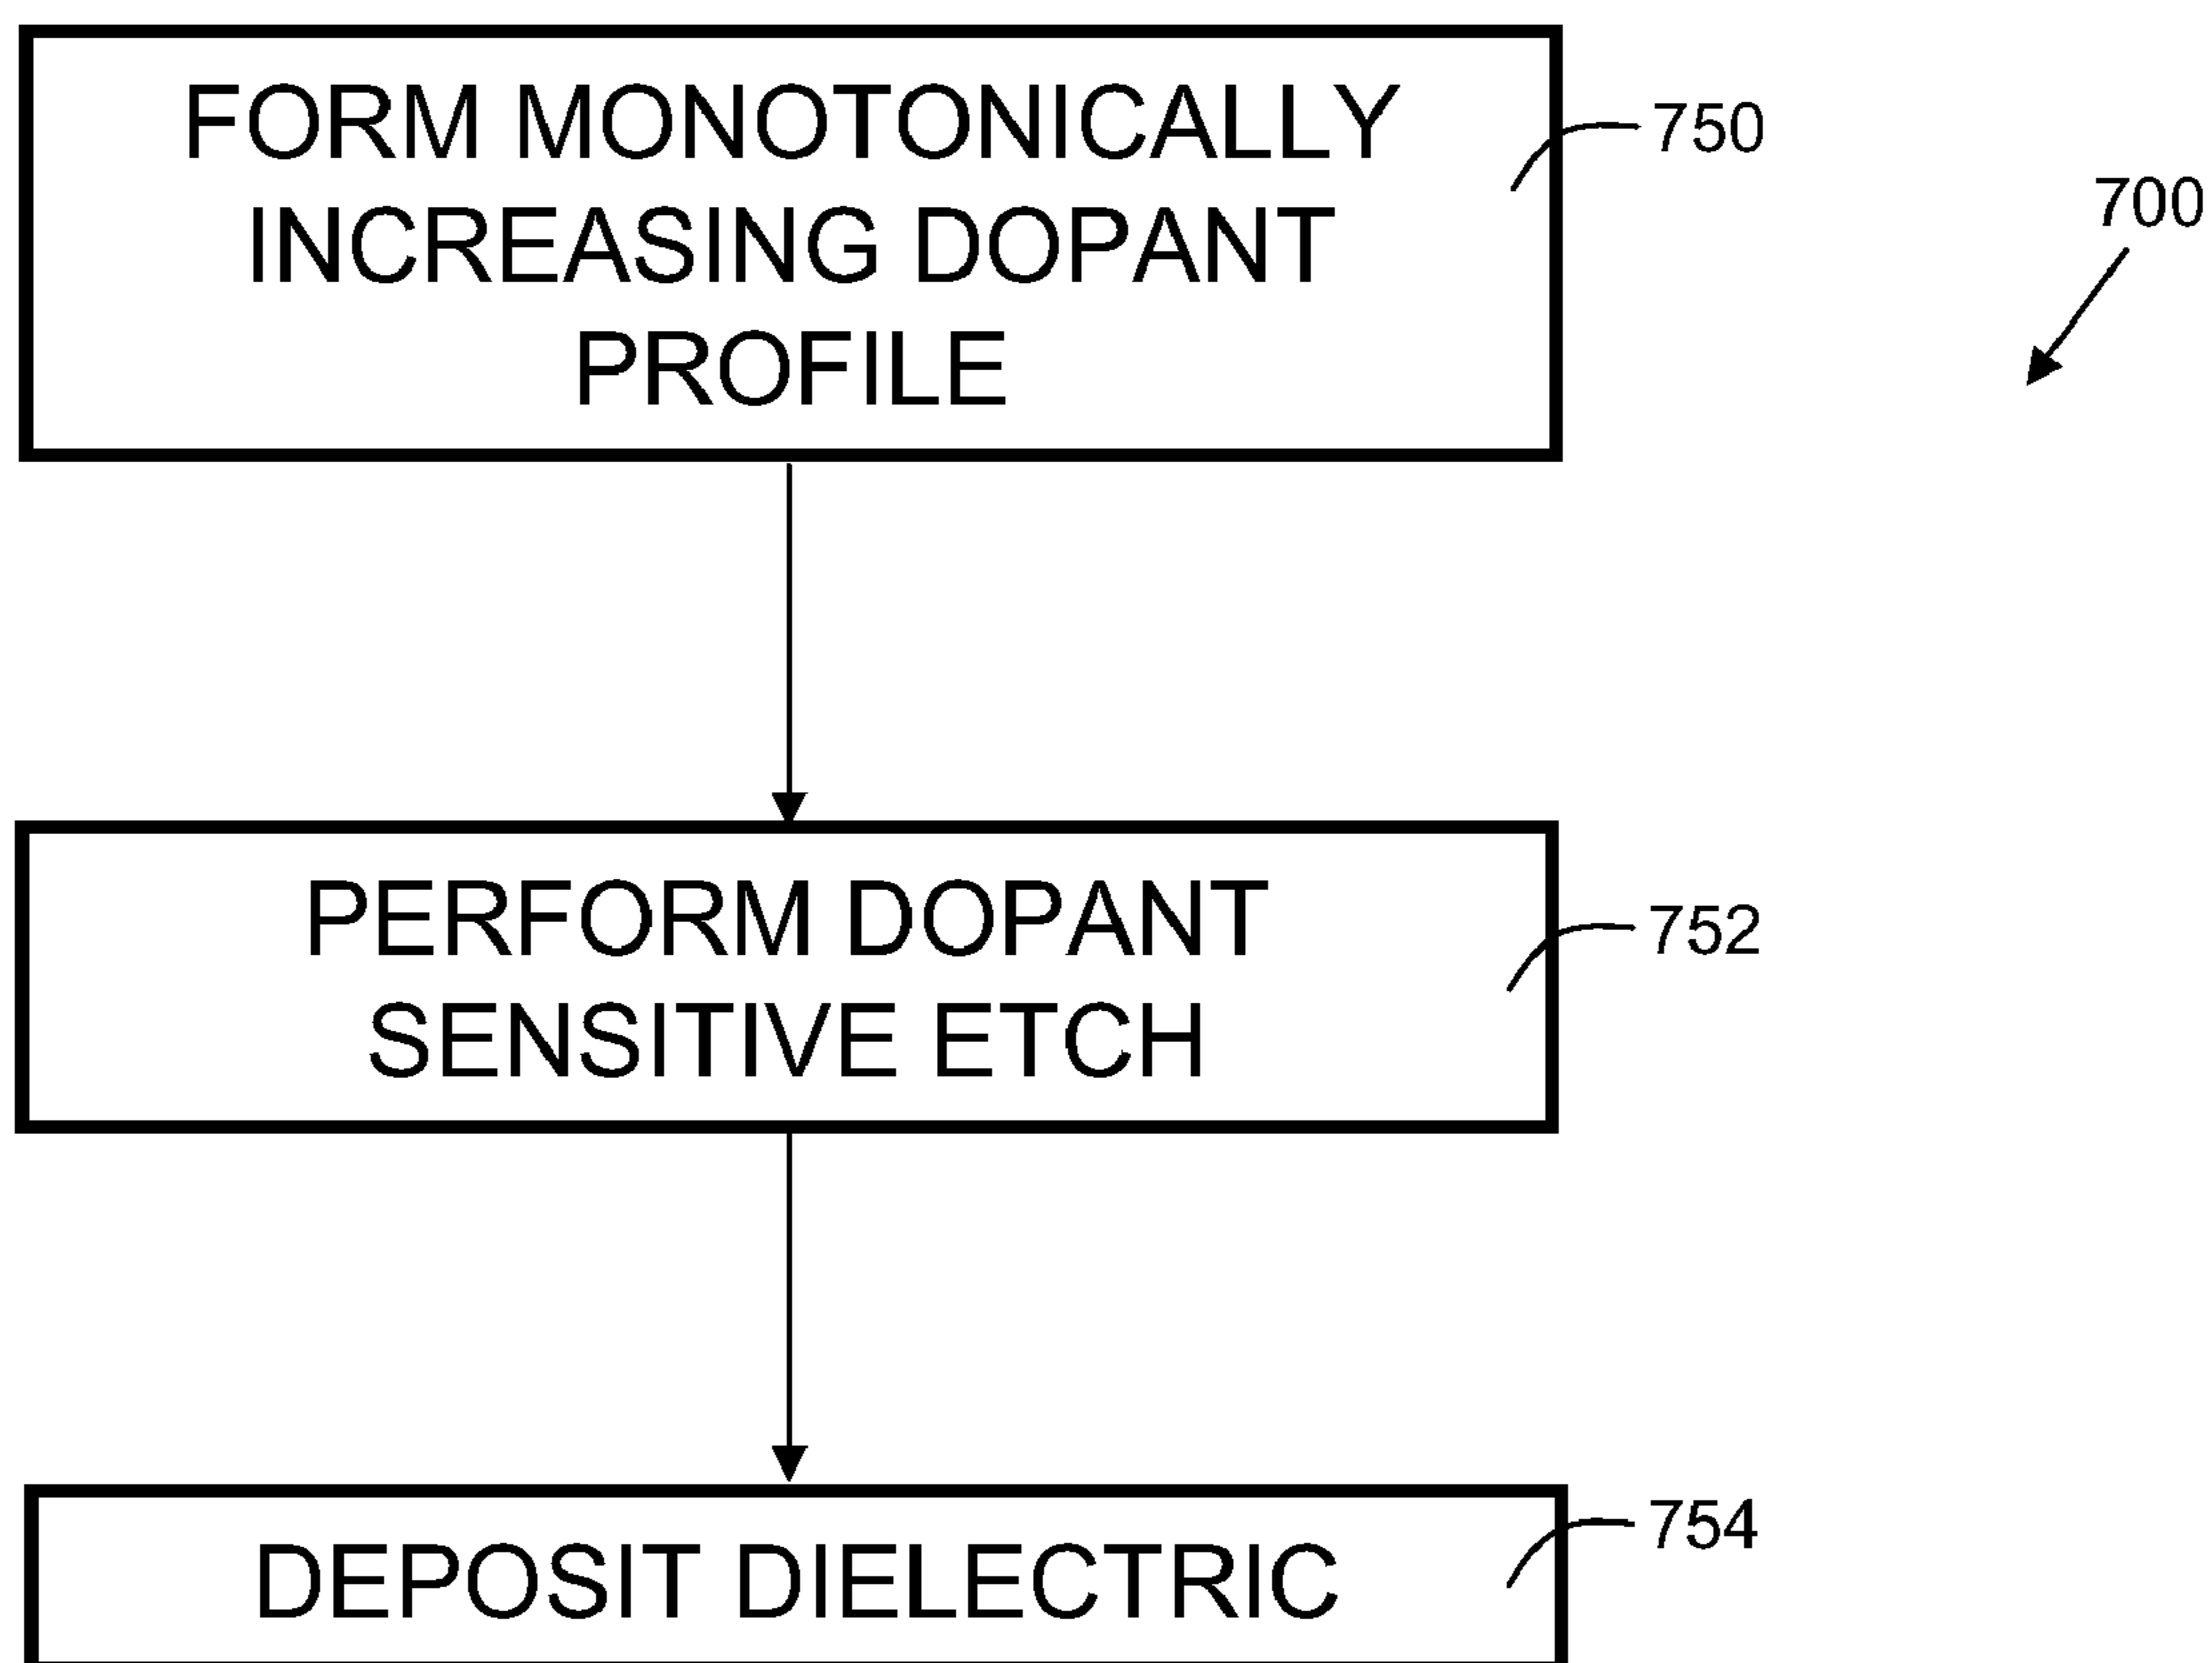 FORM MONOTONICALLY
INCREASING DOPANT
PROFILE
750
700
PERFORM DOPANT
SENSITIVE ETCH
752
DEPOSIT DIELECTRIC
754